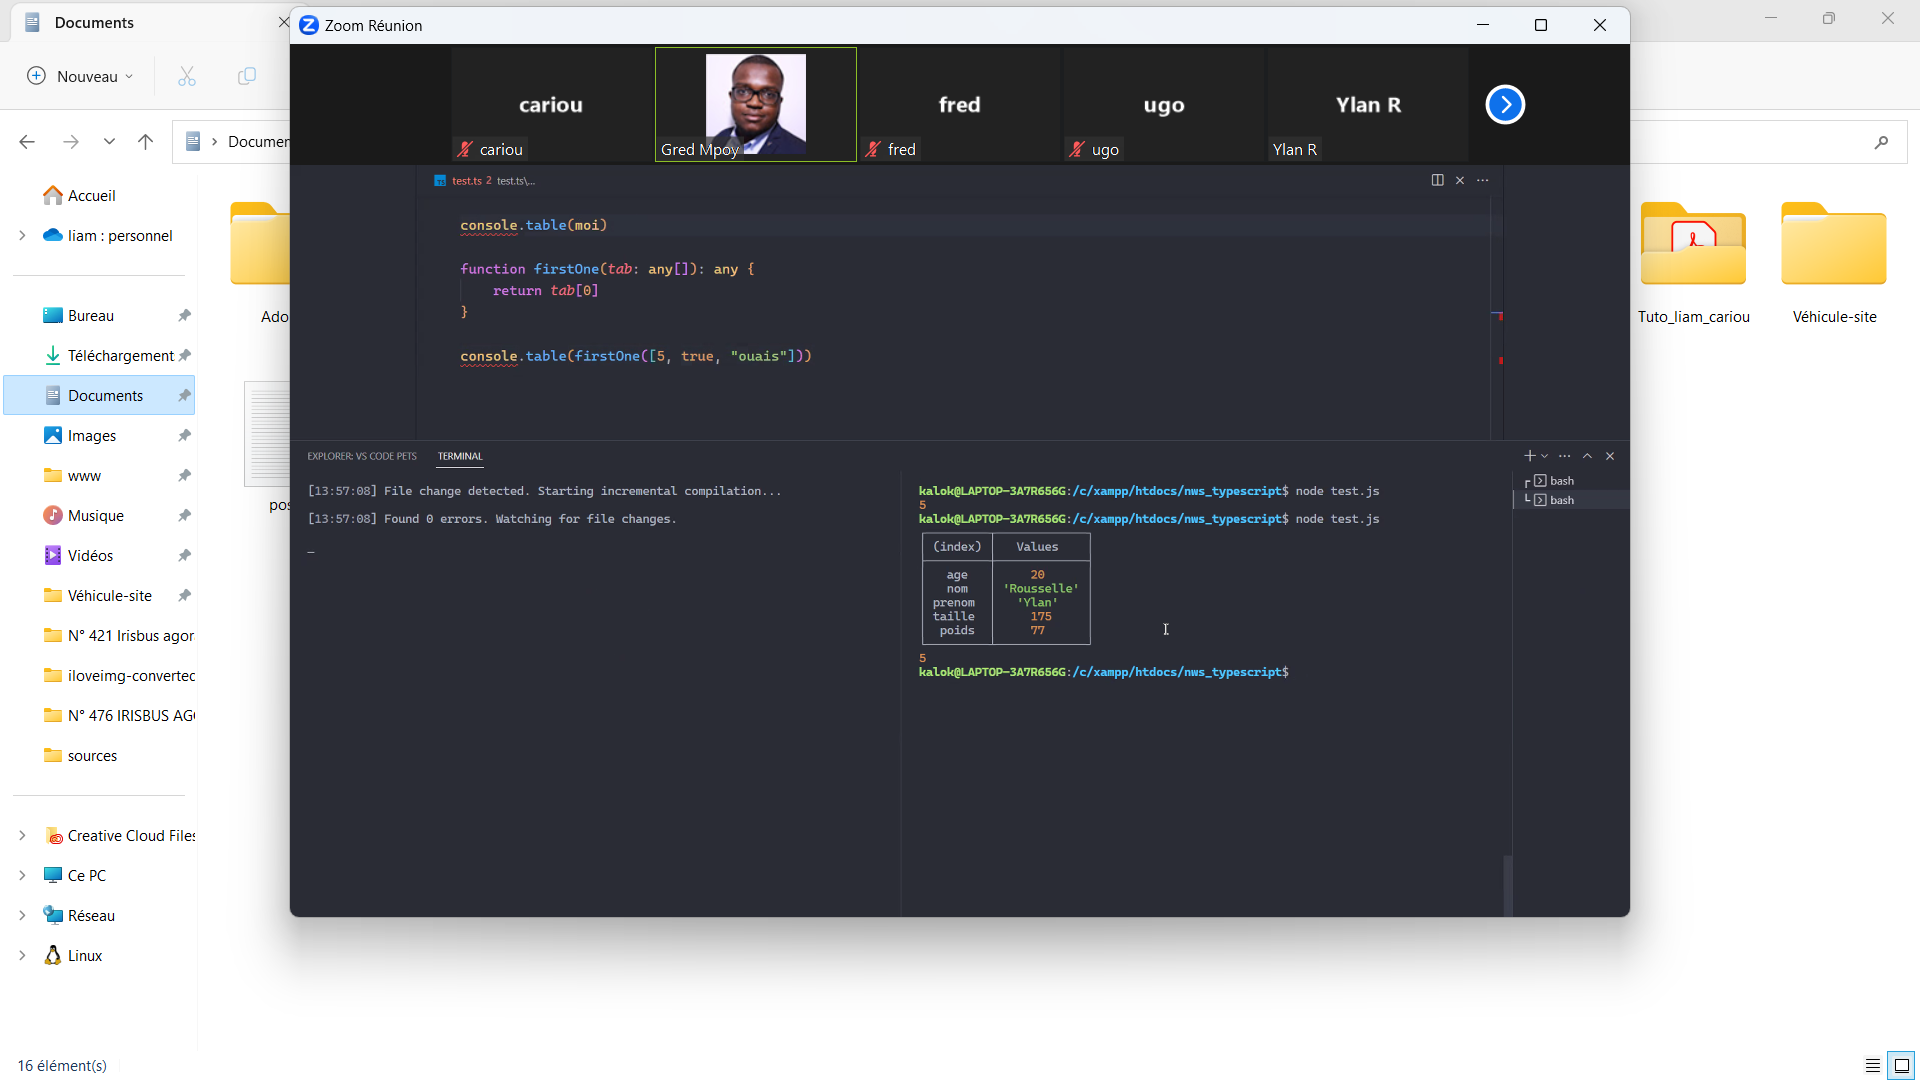 Documents
Zoom Réunion
Nouveau
cariou
fred
ugo
Ylan R
cariou
Gred Mpoy
fred
ugo
Ylan R
test.ts 2 test.ts\...
console.table(moi)
function firstOne(tab: any[]): any {
return tab[0]
}
console.table(firstOne([5, true, "ouais"]))
EXPLORER: VS CODE PETS
TERMINAL
[13:57:08] File change detected. Starting incremental compilation...
[13:57:08] Found 0 errors. Watching for file changes.
kalok@LAPTOP-3A7R656G:/c/xampp/htdocs/nws_typescript$ node test.js
5
kalok@LAPTOP-3A7R656G:/c/xampp/htdocs/nws_typescript$ node test.js
(index) Values
age 20
nom 'Rousselle'
prenom 'Ylan'
taille 175
poids 77
5
kalok@LAPTOP-3A7R656G:/c/xampp/htdocs/nws_typescript$
bash
bash
Documen
Accueil
liam : personnel
Bureau
Téléchargement
Documents
Images
www
Musique
Vidéos
Véhicule-site
N° 421 Irisbus agor
iloveimg-converted
N° 476 IRISBUS AG
sources
Creative Cloud Files
Ce PC
Réseau
Linux
Ado
pos
Tuto_liam_cariou
Véhicule-site
16 élément(s)